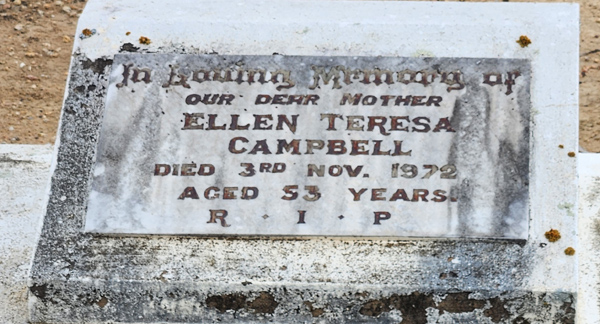 In Loving Memory of
OUR DEAR MOTHER
ELLEN TERESA
CAMPBELL
DIED 3RD NOV. 1972
AGED 53 YEARS.
R · I · P